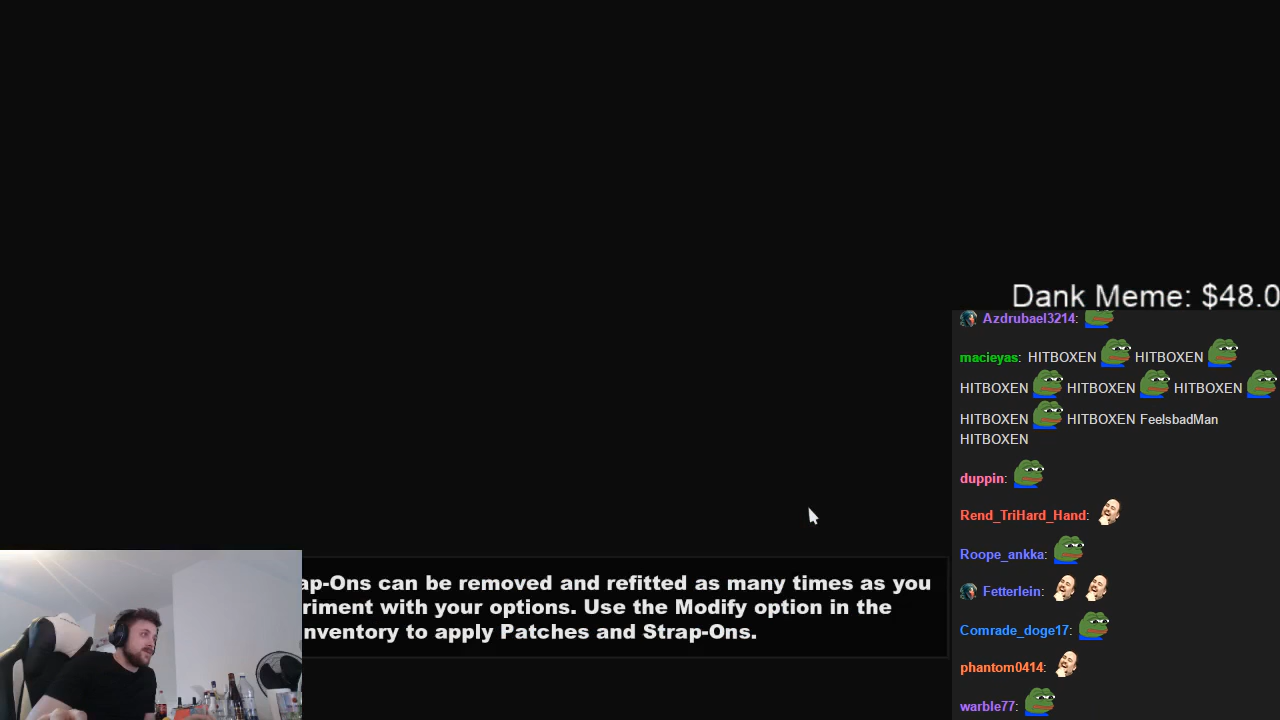 Dank Meme: $48.0
Azdrubael3214:
macieyas: HITBOXEN HITBOXEN
HITBOXEN HITBOXEN HITBOXEN
HITBOXEN HITBOXEN FeelsbadMan
HITBOXEN
duppin:
Rend_TriHard_Hand:
Roope_ankka:
Fetterlein:
Comrade_doge17:
phantom0414:
warble77:
ap-Ons can be removed and refitted as many times as you
riment with your options. Use the Modify option in the
nventory to apply Patches and Strap-Ons.